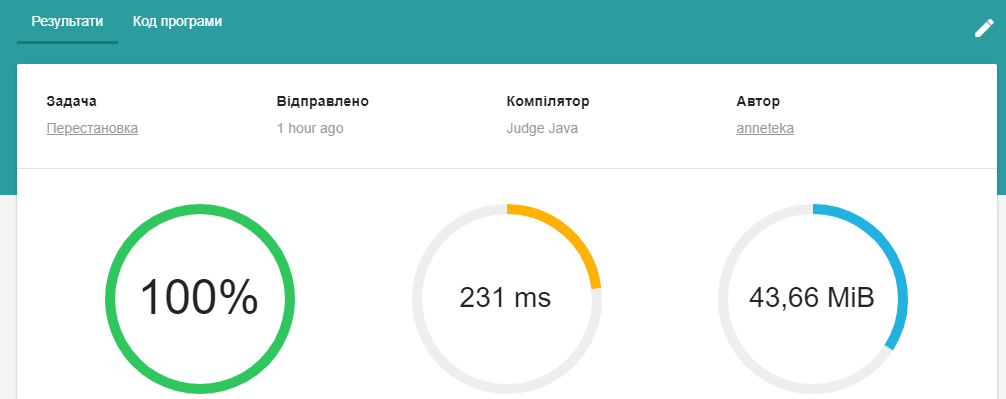 Результати Код програми
Задача Відправлено Компілятор Автор
Перестановка 1 hour ago Judge Java anneteka
100% 231 ms 43,66 MiB